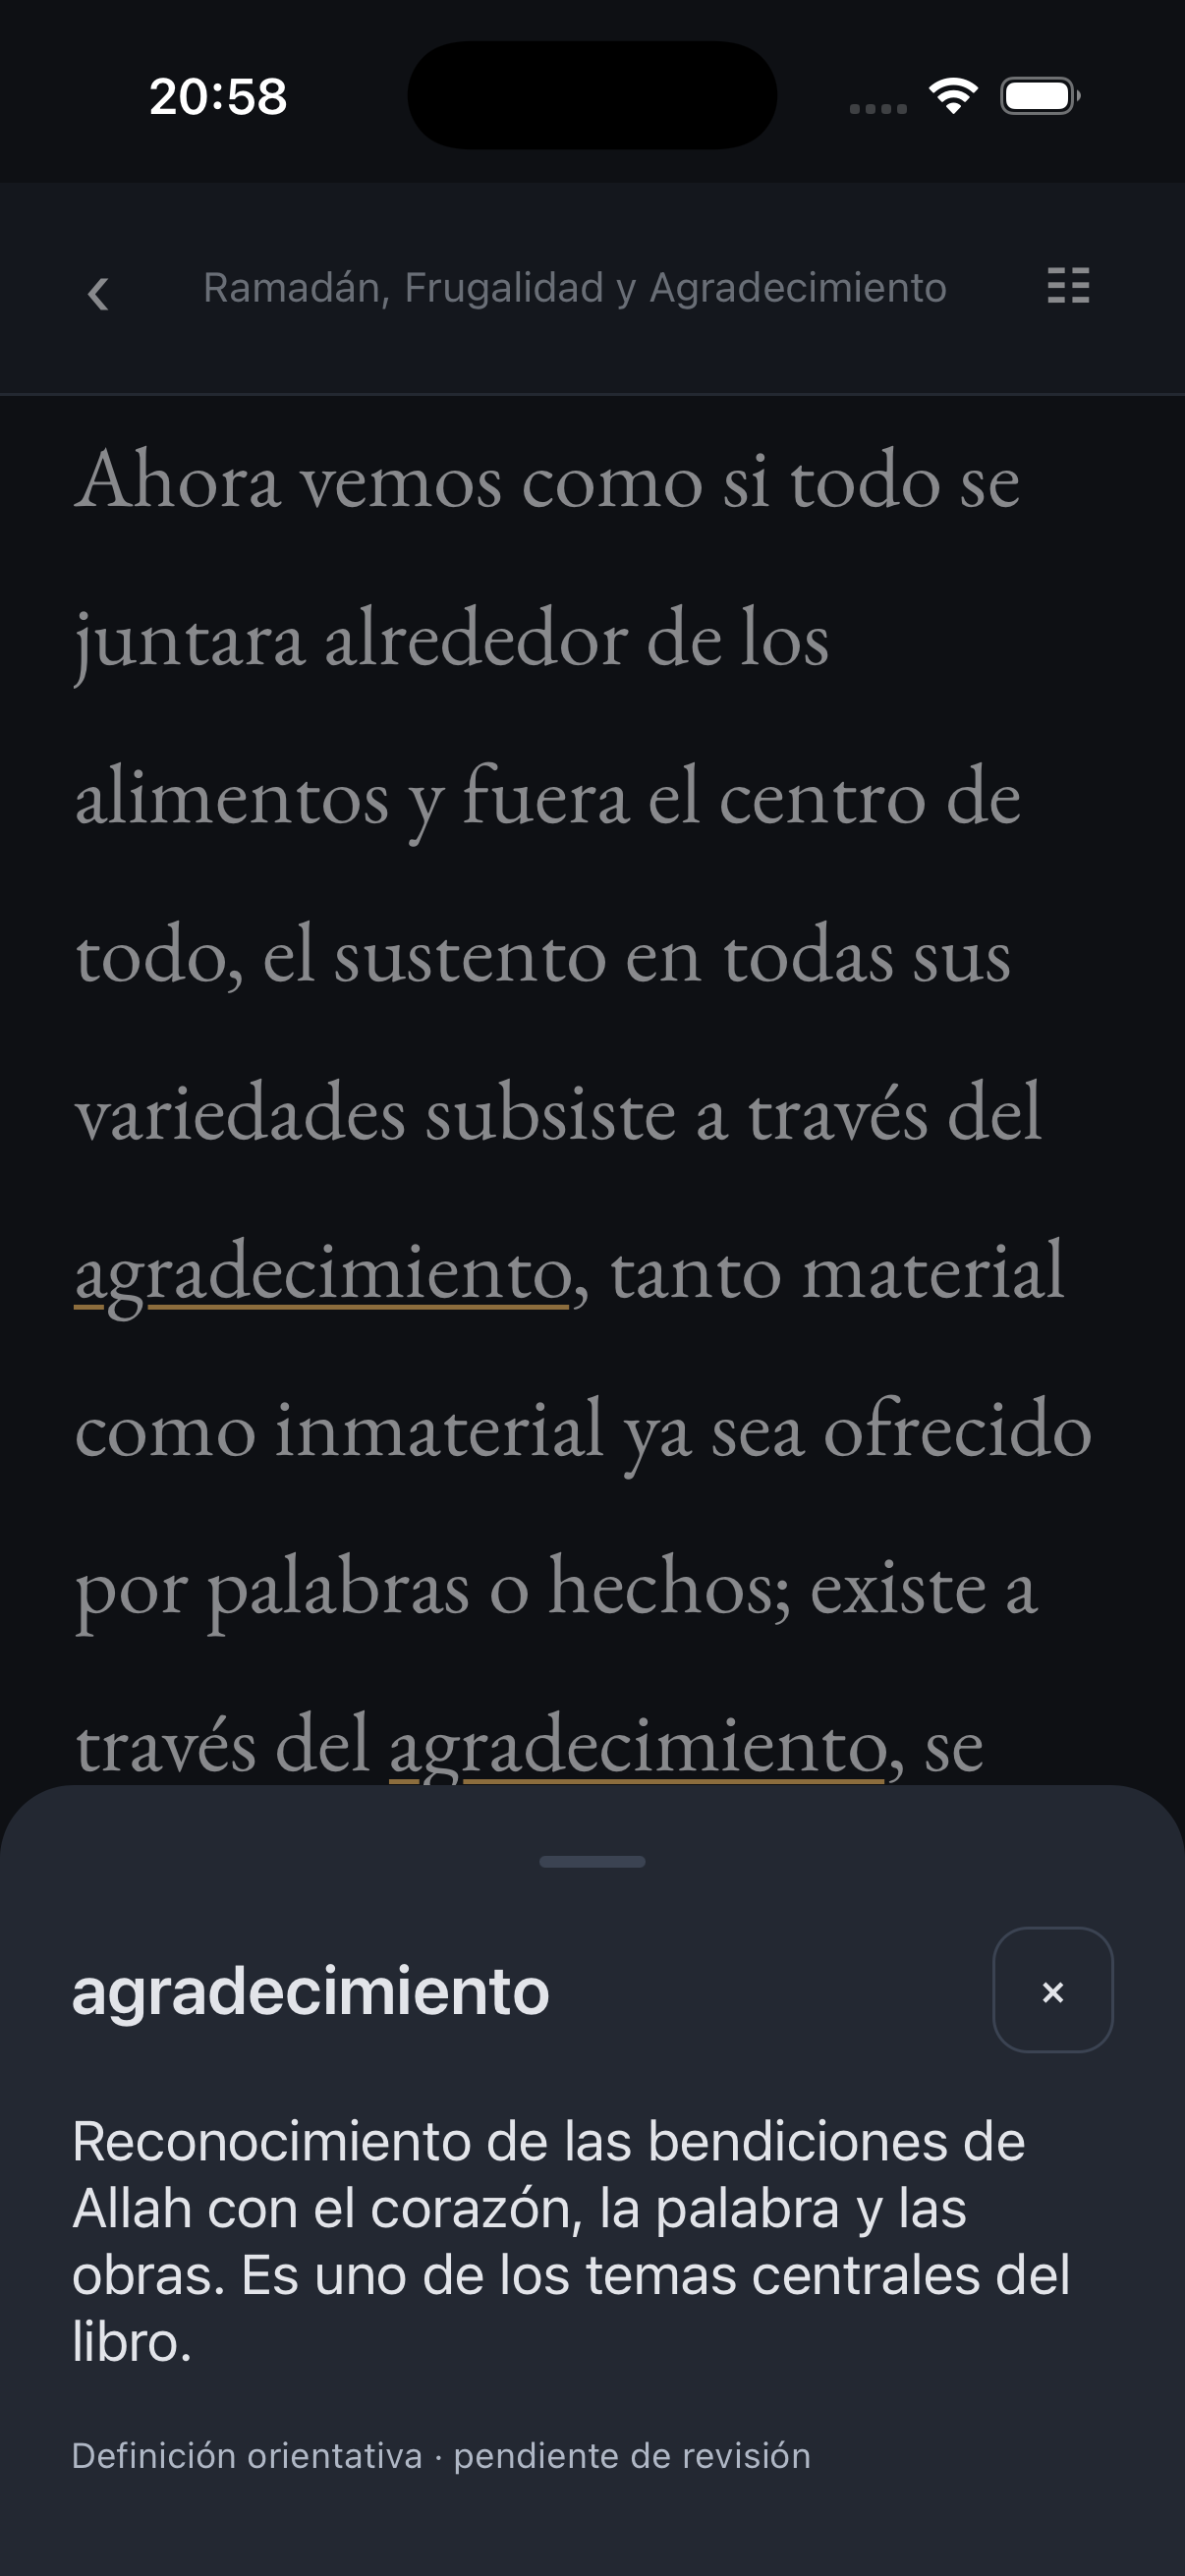 20:58
Ramadán, Frugalidad y Agradecimiento
Ahora vemos como si todo se
juntara alrededor de los
alimentos y fuera el centro de
todo, el sustento en todas sus
variedades subsiste a través del
agradecimiento, tanto material
como inmaterial ya sea ofrecido
por palabras o hechos; existe a
través del agradecimiento, se
agradecimiento
Reconocimiento de las bendiciones de
Allah con el corazón, la palabra y las
obras. Es uno de los temas centrales del
libro.
Definición orientativa · pendiente de revisión